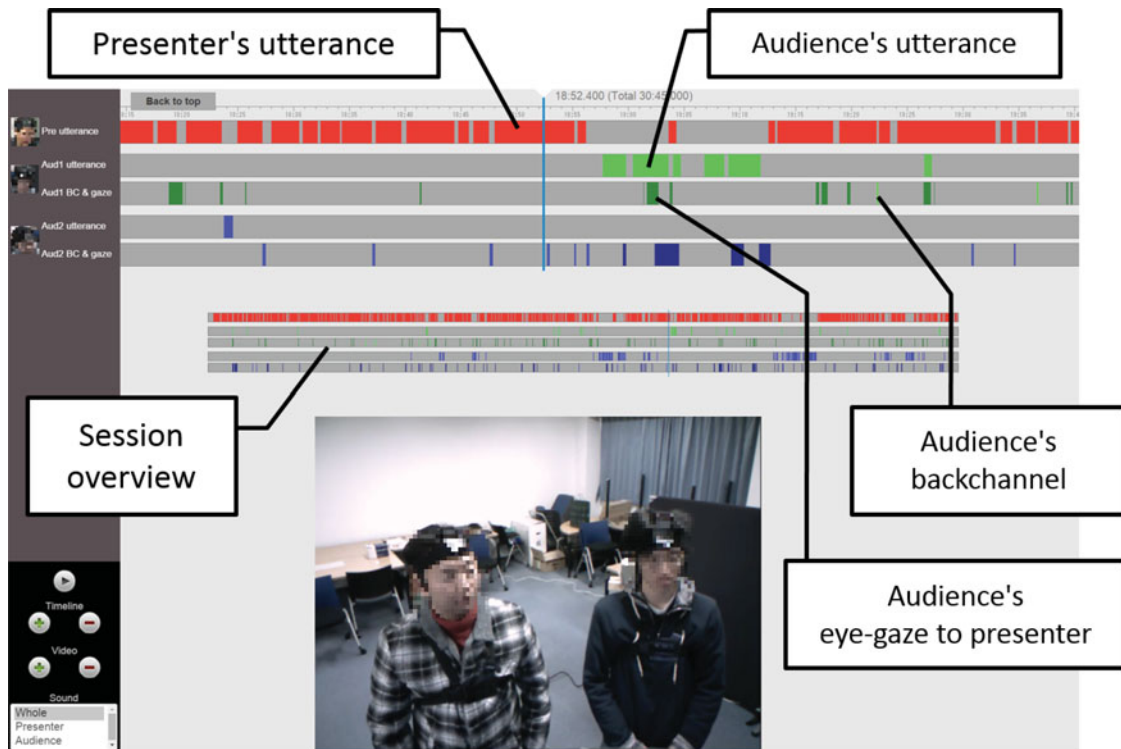 Presenter's utterance
Audience's utterance
18:52.400 (Total 30:45.000)
Back to top
Pre utterance
Aud1 utterance
Aud1 BC & gaze
Aud2 utterance
Aud2 BC & gaze
Session
overview
Audience's
backchannel
Audience's
eye-gaze to presenter
Timeline
Video
Sound
Whole
Presenter
Audience